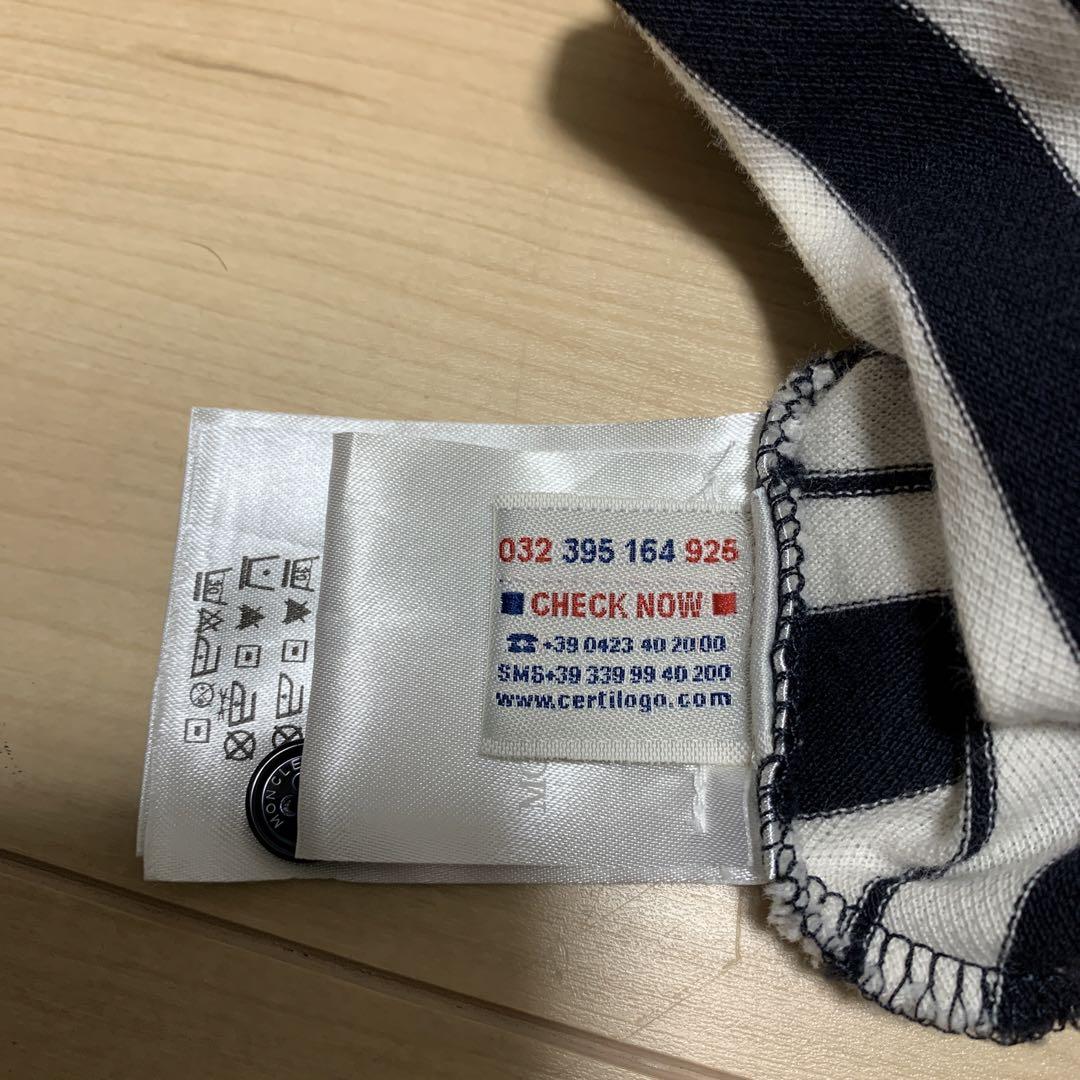 032 395 164 925
CHECK NOW
☎ +39 0423 40 20 00
SMS+39 339 99 40 200
www.certilogo.com
MONCLE